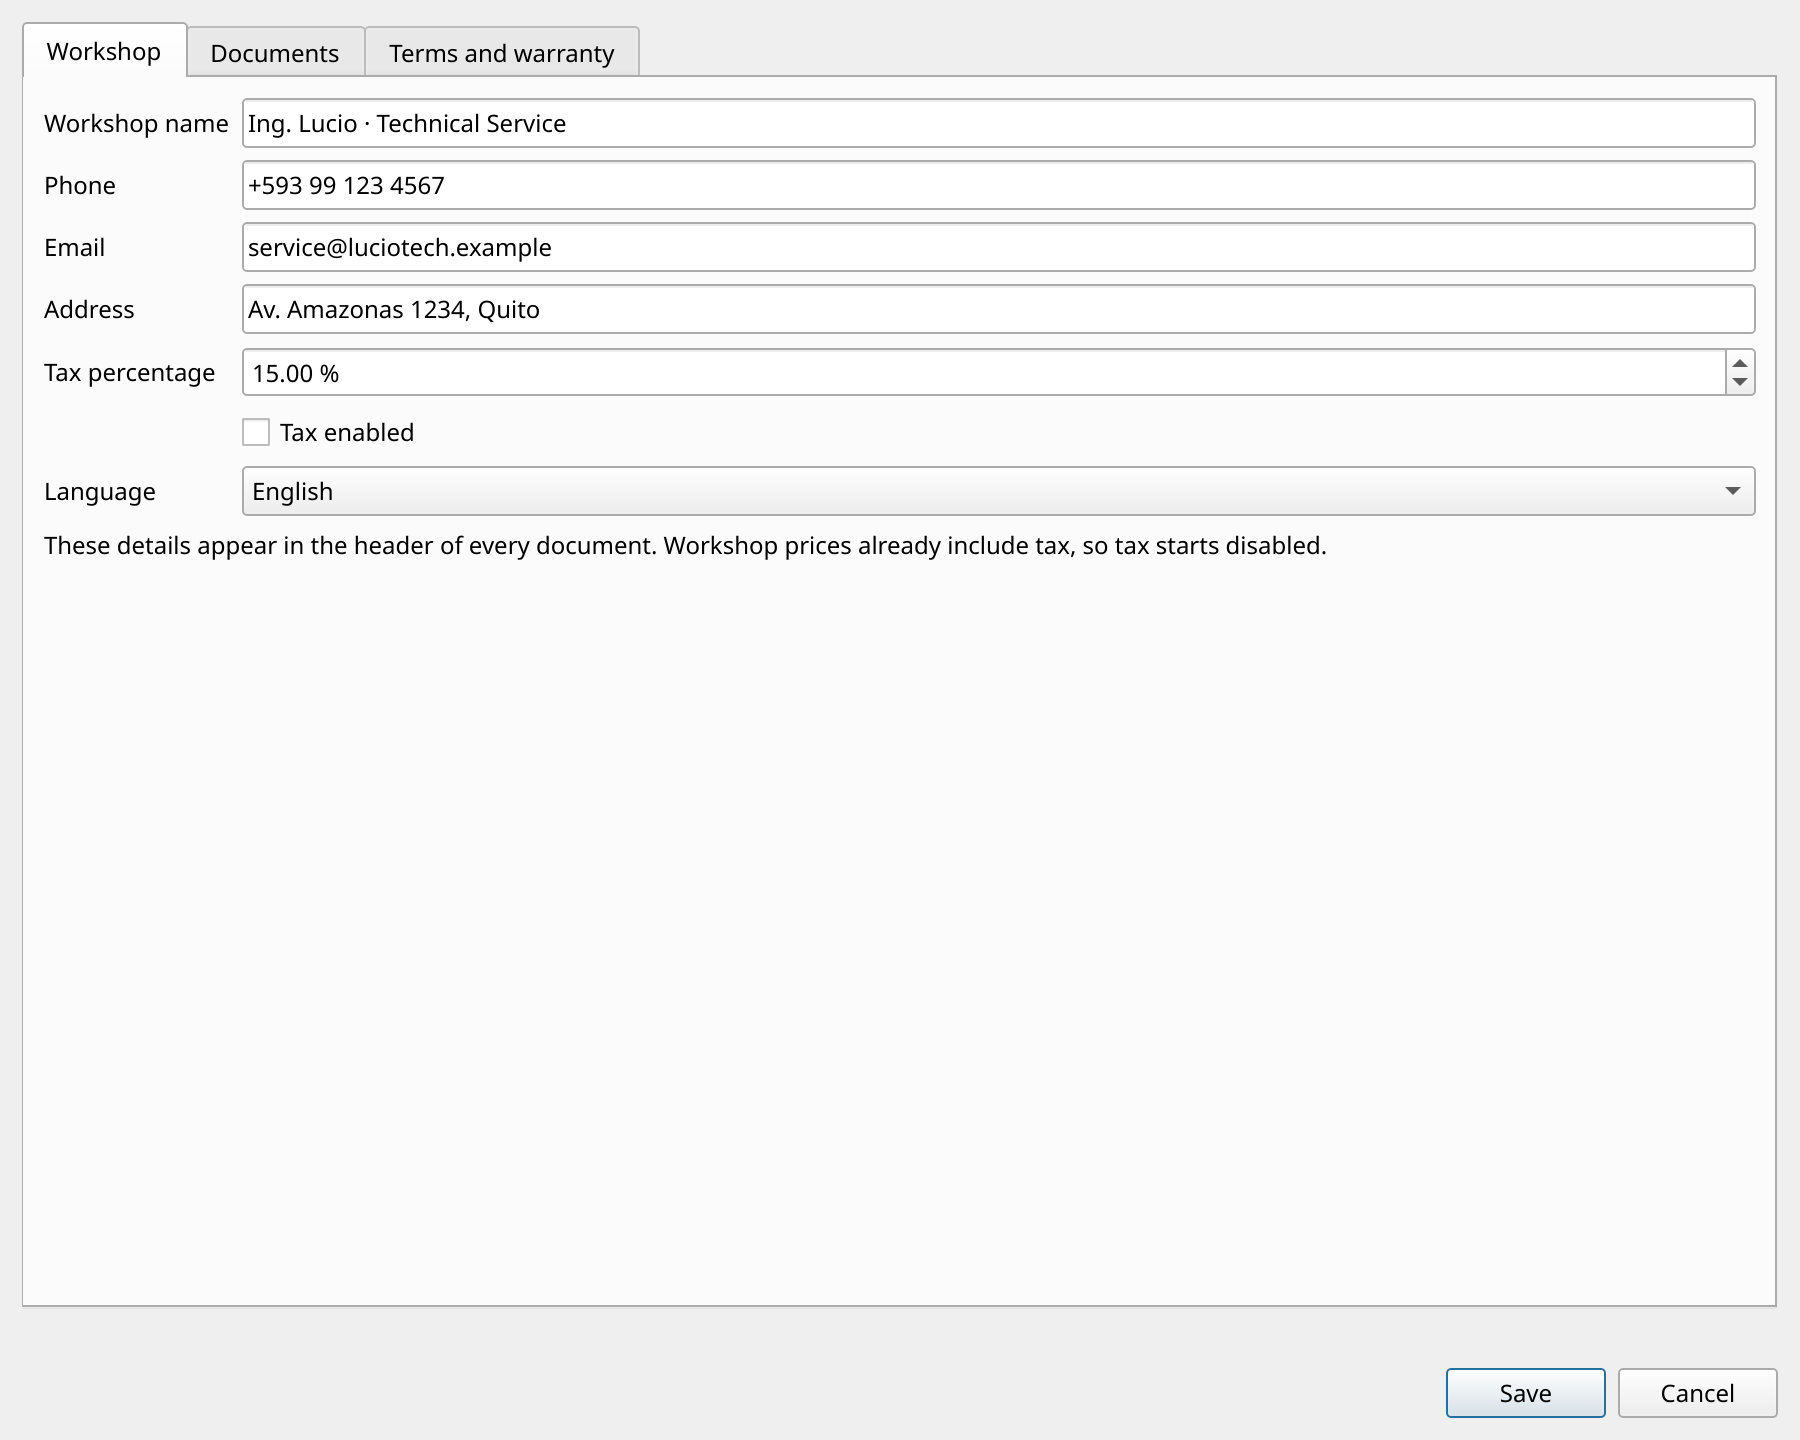 Workshop
Documents
Terms and warranty
Workshop name
Ing. Lucio · Technical Service
Phone
+593 99 123 4567
Email
service@luciotech.example
Address
Av. Amazonas 1234, Quito
Tax percentage
15.00 %
Tax enabled
Language
English
These details appear in the header of every document. Workshop prices already include tax, so tax starts disabled.
Save
Cancel